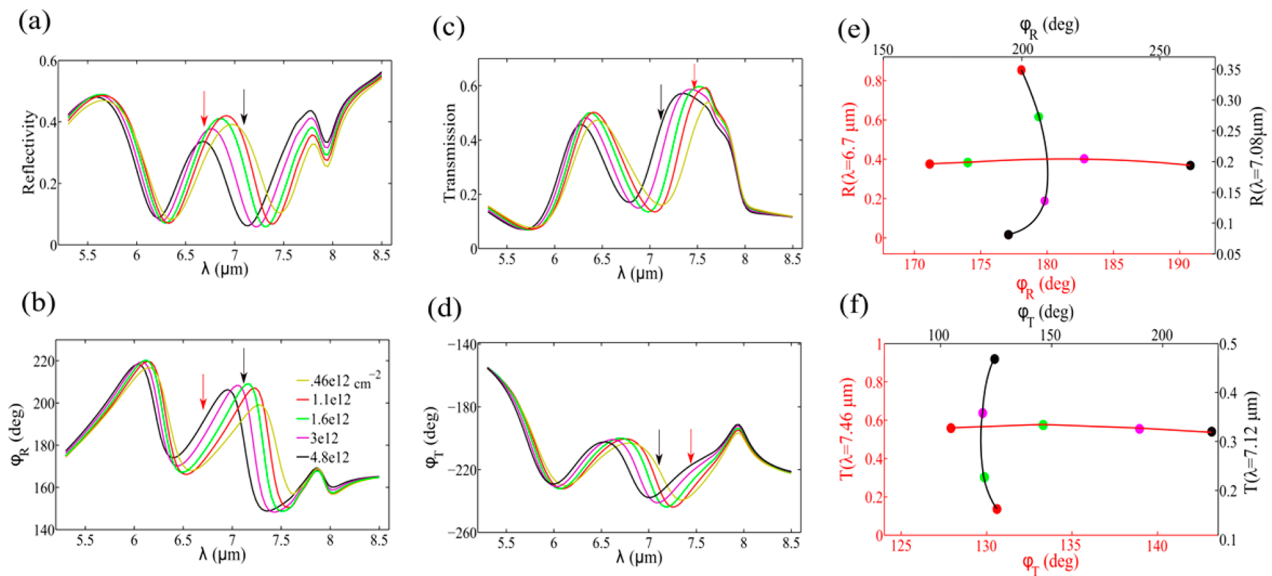 (a)
0.6
0.4
0.2
0
Reflectivity
5.5 6 6.5 7 7.5 8 8.5
λ (μm)
(b)
220
200
180
160
140
φR (deg)
.46e12 cm−2
1.1e12
1.6e12
3e12
4.8e12
5.5 6 6.5 7 7.5 8 8.5
λ (μm)
(c)
0.6
0.4
0.2
0
Transmission
5.5 6 6.5 7 7.5 8 8.5
λ (μm)
(d)
−140
−180
−220
−260
φT (deg)
5.5 6 6.5 7 7.5 8 8.5
λ (μm)
(e)
φR (deg)
150 200 250
0.8
0.6
0.4
0.2
0
R(λ=6.7 μm)
0.35
0.30
0.25
0.2
0.15
0.1
0.05
R(λ=7.08μm)
170 175 180 185 190
φR (deg)
(f)
φT (deg)
100 150 200
1
0.8
0.6
0.4
0.2
0
T(λ=7.46 μm)
0.5
0.4
0.3
0.2
0.1
T(λ=7.12 μm)
125 130 135 140
φT (deg)